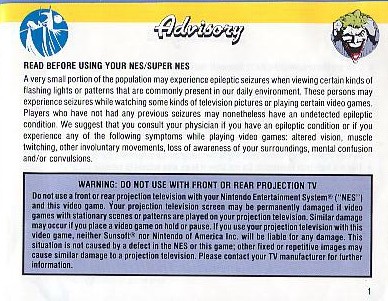 Advisory
READ BEFORE USING YOUR NES/SUPER NES
A very small portion of the population may experience epileptic seizures when viewing certain kinds of
flashing lights or patterns that are commonly present in our daily environment. These persons may
experience seizures while watching some kinds of television pictures or playing certain video games.
Players who have not had any previous seizures may nonetheless have an undetected epileptic
condition. We suggest that you consult your physician if you have an epileptic condition or if you
experience any of the following symptoms while playing video games: altered vision, muscle
twitching, other involuntary movements, loss of awareness of your surroundings, mental confusion
and/or convulsions.
WARNING: DO NOT USE WITH FRONT OR REAR PROJECTION TV
Do not use a front or rear projection television with your Nintendo Entertainment System® ("NES")
and this video game. Your projection television screen may be permanently damaged if video
games with stationary scenes or patterns are played on your projection television. Similar damage
may occur if you place a video game on hold or pause. If you use your projection television with this
video game, neither Sunsoft® nor Nintendo of America Inc. will be liable for any damage. This
situation is not caused by a defect in the NES or this game; other fixed or repetitive images may
cause similar damage to a projection television. Please contact your TV manufacturer for further
information.
1